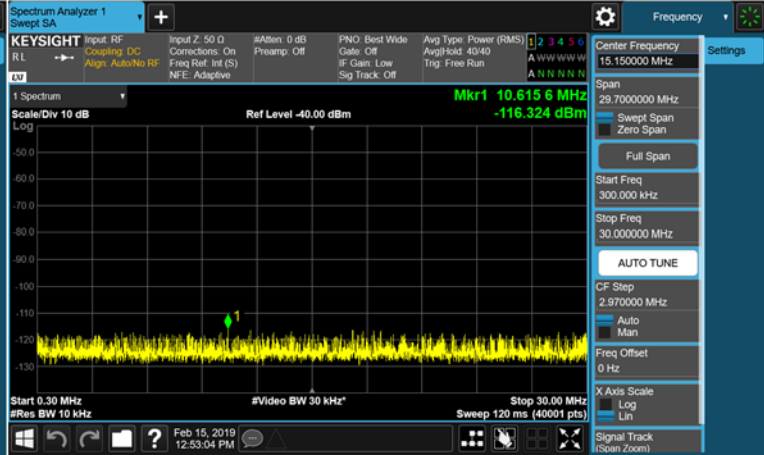 Spectrum Analyzer 1
Swept SA
+
Frequency
Settings
KEYSIGHT
R L
LXI
Input: RF
Coupling: DC
Align: Auto/No RF
Input Z: 50 Ω
Corrections: On
Freq Ref: Int (S)
NFE: Adaptive
#Atten: 0 dB
Preamp: Off
PNO: Best Wide
Gate: Off
IF Gain: Low
Sig Track: Off
Avg Type: Power (RMS)
Avg|Hold: 40/40
Trig: Free Run
1 2 3 4 5 6
A W W W W W
A N N N N N
1 Spectrum
Scale/Div 10 dB
Log
Ref Level -40.00 dBm
Mkr1 10.615 6 MHz
-116.324 dBm
-50.0
-60.0
-70.0
-80.0
-90.0
-100
-110
-120
-130
1
Start 0.30 MHz
#Res BW 10 kHz
#Video BW 30 kHz*
Stop 30.00 MHz
Sweep 120 ms (40001 pts)
?
Feb 15, 2019
12:53:04 PM
Center Frequency
15.150000 MHz
Span
29.7000000 MHz
Swept Span
Zero Span
Full Span
Start Freq
300.000 kHz
Stop Freq
30.000000 MHz
AUTO TUNE
CF Step
2.970000 MHz
Auto
Man
Freq Offset
0 Hz
X Axis Scale
Log
Lin
Signal Track
(Span Zoom)